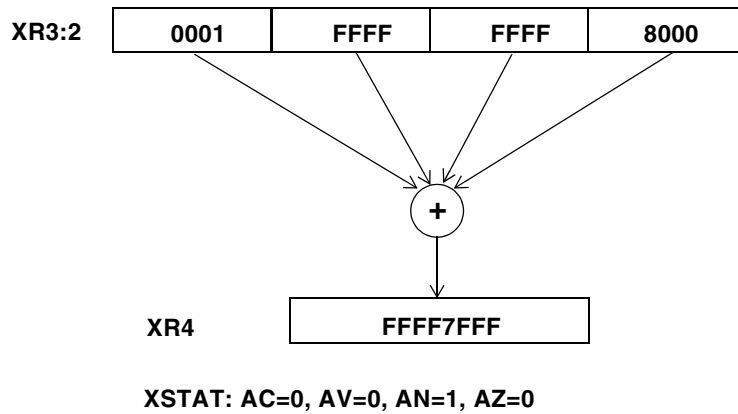 XR3:2 0001 FFFF FFFF 8000
+
XR4 FFFF7FFF
XSTAT: AC=0, AV=0, AN=1, AZ=0